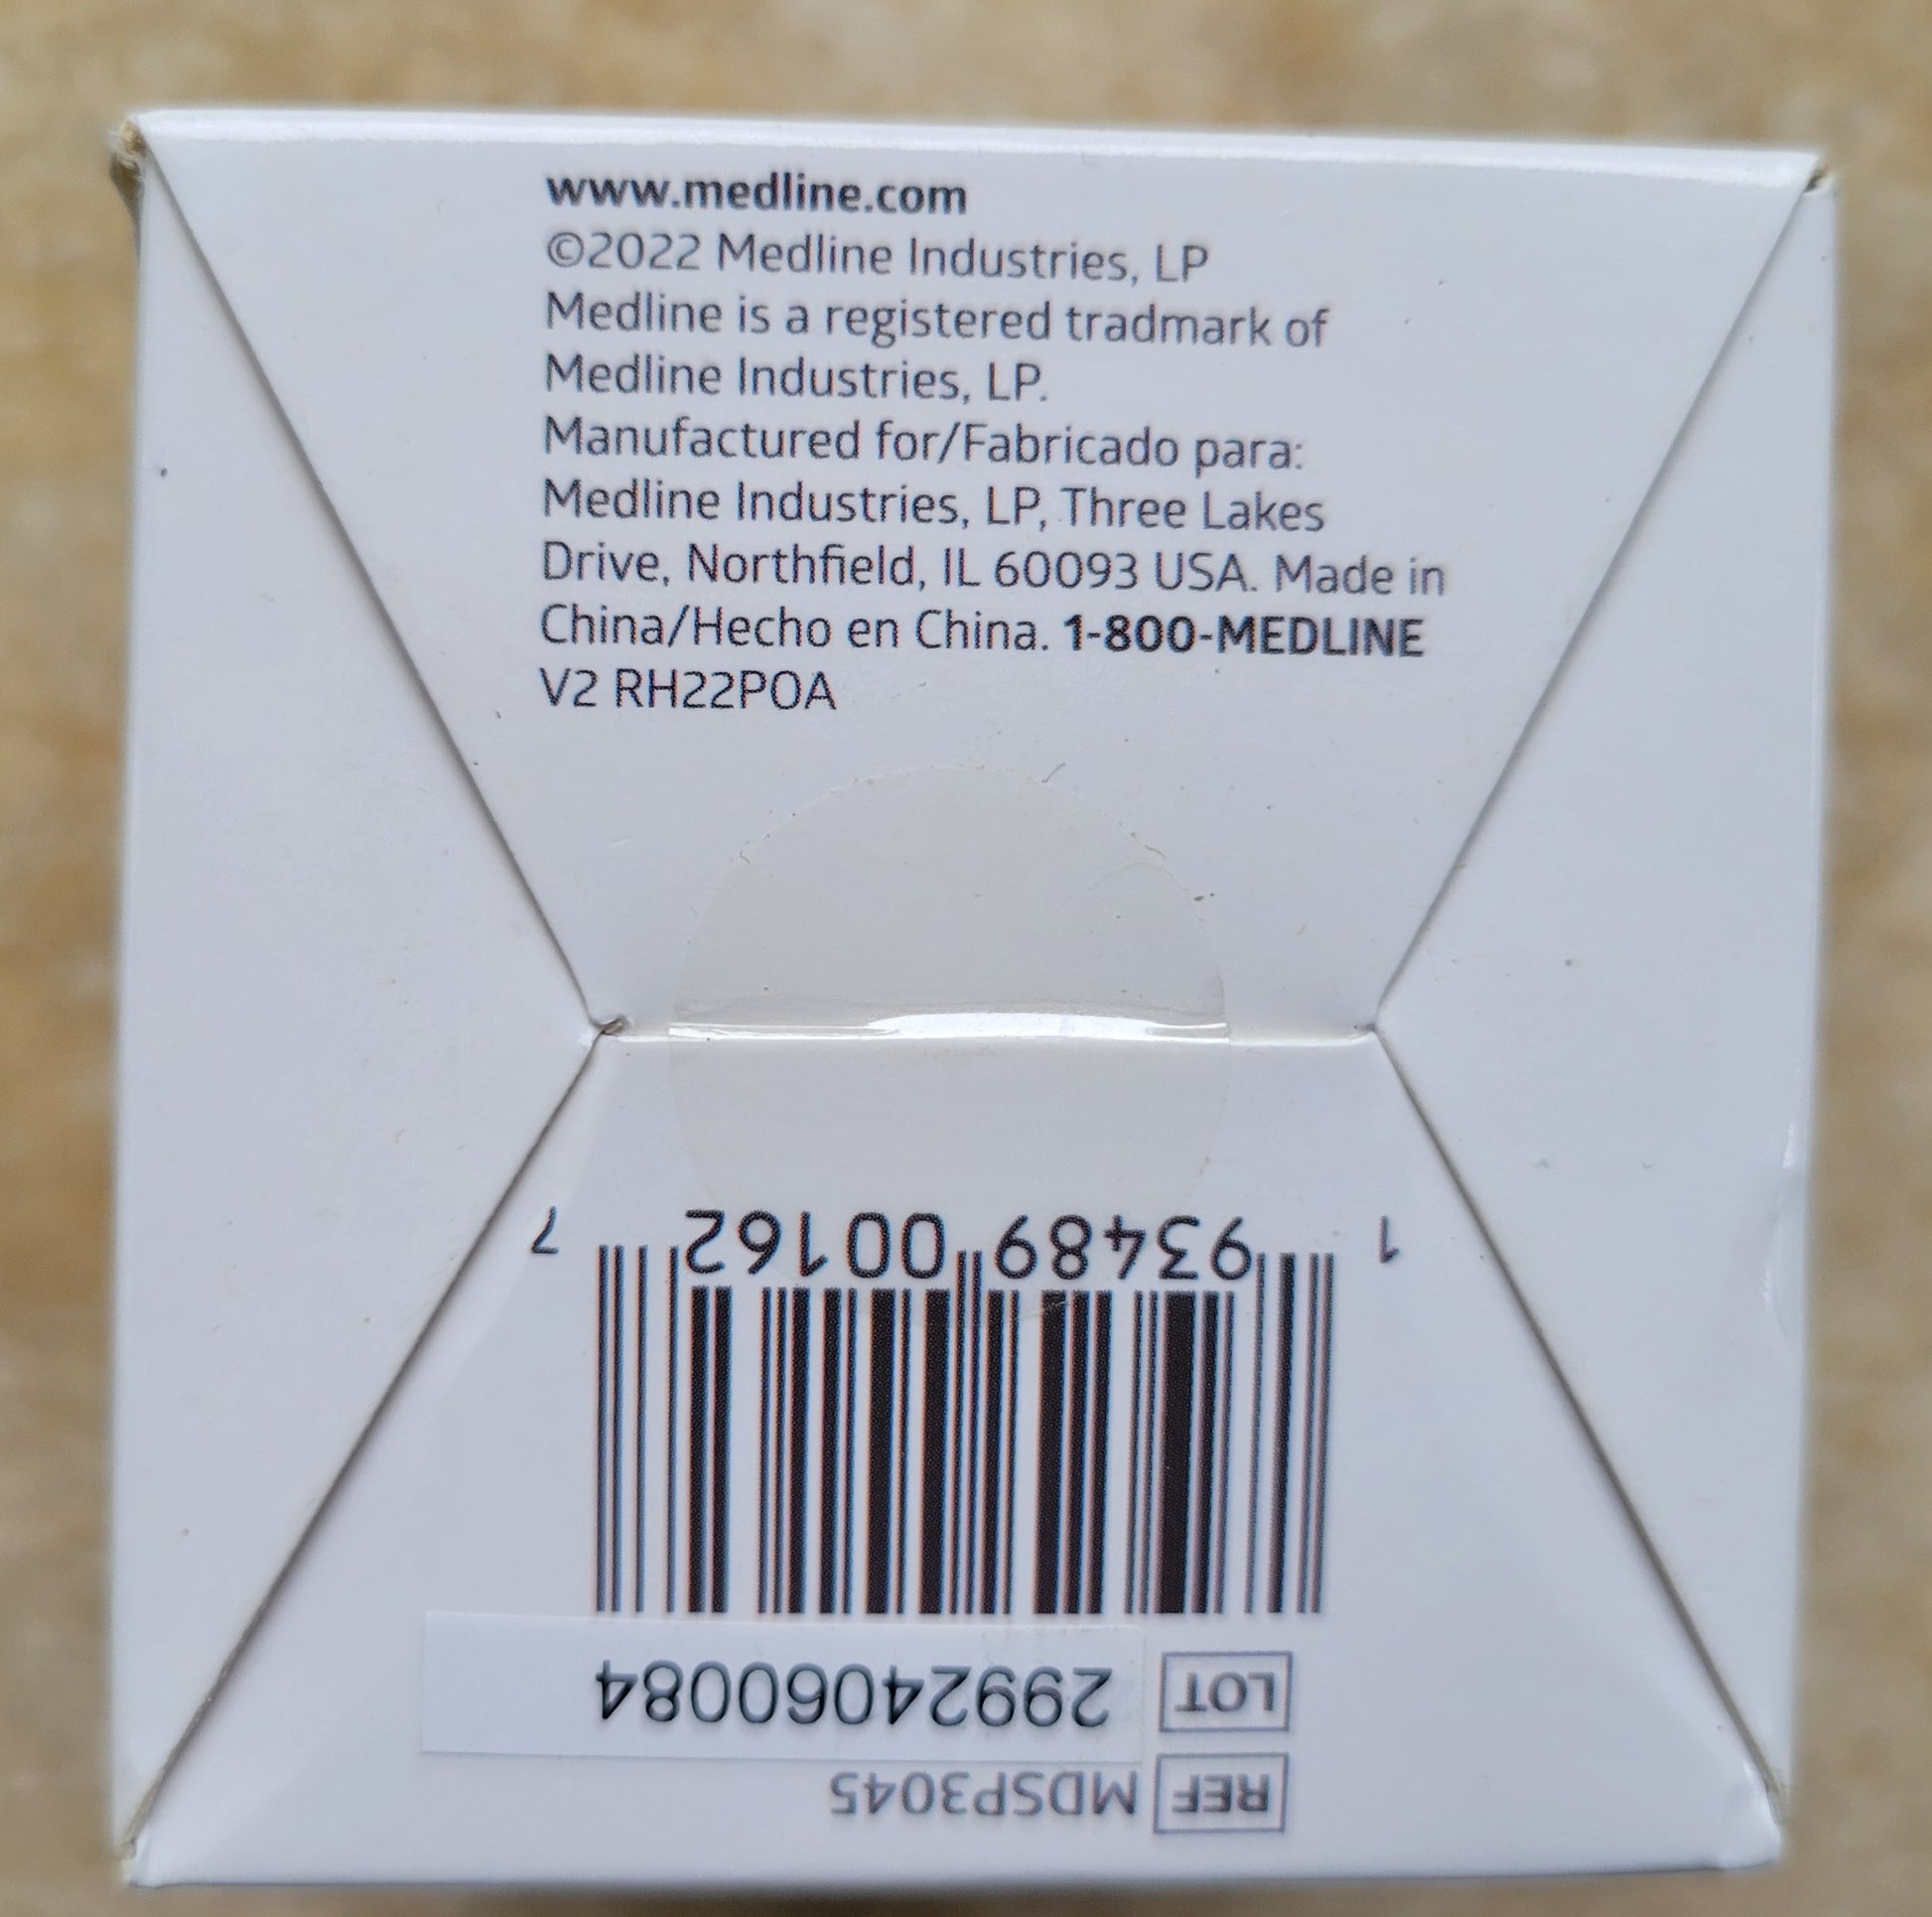 www.medline.com
©2022 Medline Industries, LP
Medline is a registered tradmark of
Medline Industries, LP.
Manufactured for/Fabricado para:
Medline Industries, LP, Three Lakes
Drive, Northfield, IL 60093 USA. Made in
China/Hecho en China. 1-800-MEDLINE
V2 RH22POA
REF MDSP3045
LOT 29924060084
1 93489 00162 7